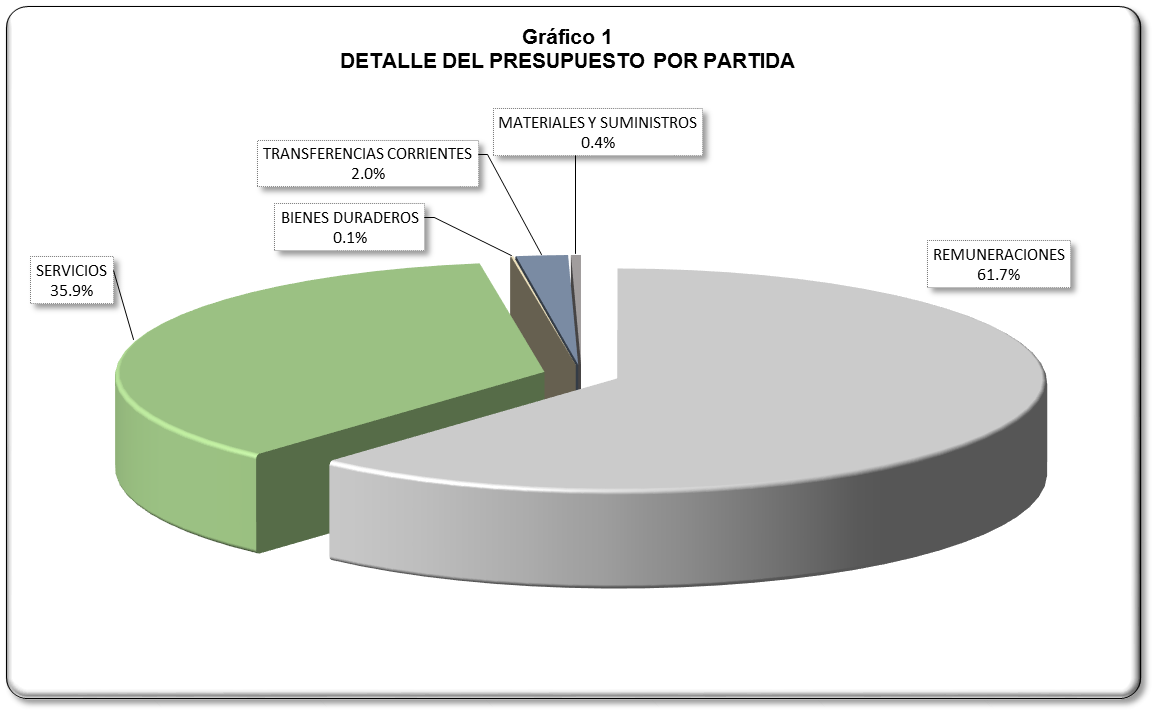 Gráfico 1
DETALLE DEL PRESUPUESTO POR PARTIDA
MATERIALES Y SUMINISTROS
0.4%
TRANSFERENCIAS CORRIENTES
2.0%
BIENES DURADEROS
0.1%
SERVICIOS
35.9%
REMUNERACIONES
61.7%